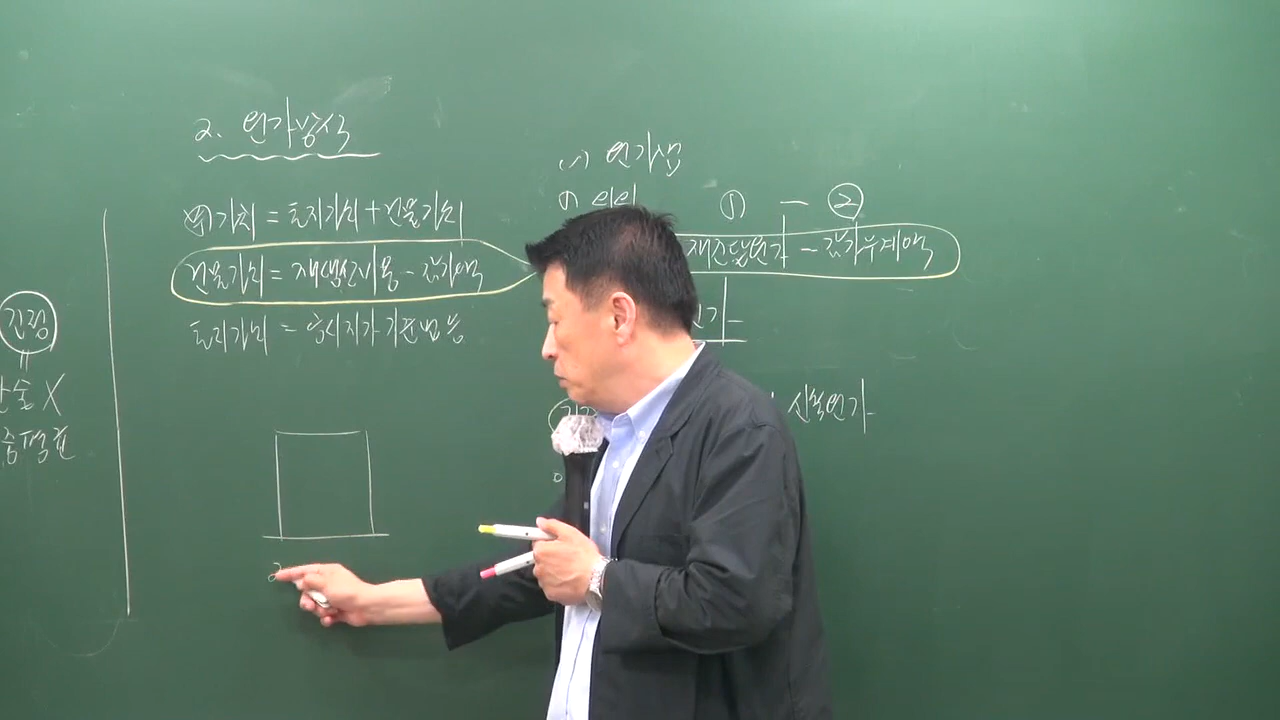 감정
X
2. 원가방식
가치 = 토지가치 + 건물가치
건물가치 = 재생산비용 - 감가액
토지가치 = 공시지가기준법 등
(1) 원가법
① 의의
① - ②
재조달원가 - 감가누계액
신축원가
2